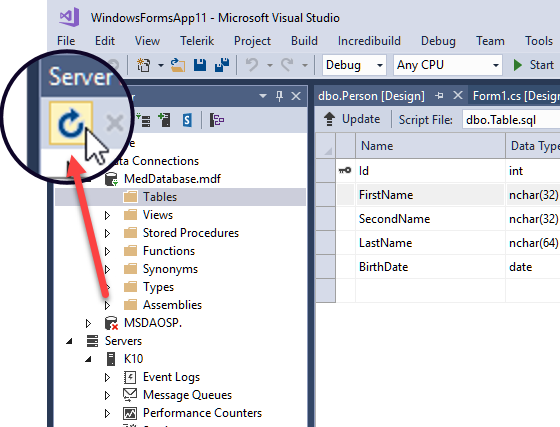 WindowsFormsApp11 - Microsoft Visual Studio
File Edit View Telerik Project Build Incredibuild Debug Team Tools
Debug Any CPU Start
Server
dbo.Person [Design] Form1.cs [Design
Update Script File: dbo.Table.sql
Name Data Type
Id int
FirstName nchar(32)
SecondName nchar(32)
LastName nchar(64)
BirthDate date
Connections
MedDatabase.mdf
Tables
Views
Stored Procedures
Functions
Synonyms
Types
Assemblies
MSDAOSP.
Servers
K10
Event Logs
Message Queues
Performance Counters